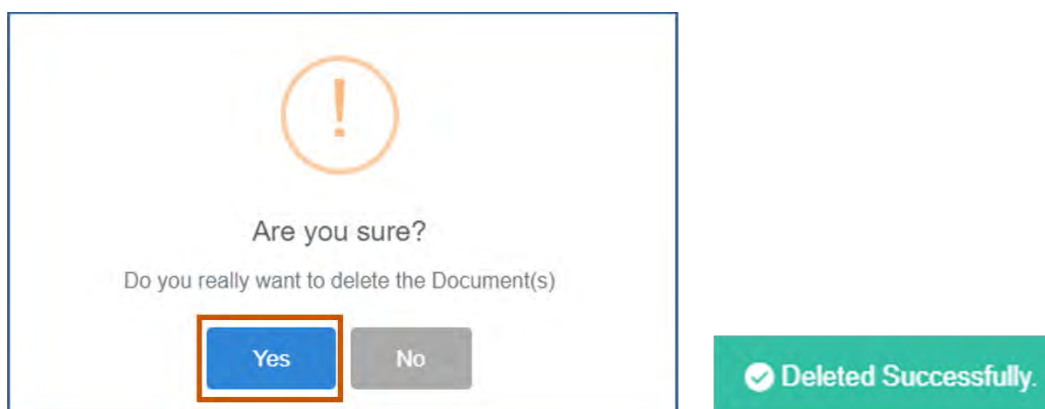 !
Are you sure?
Do you really want to delete the Document(s)
Yes No
Deleted Successfully.